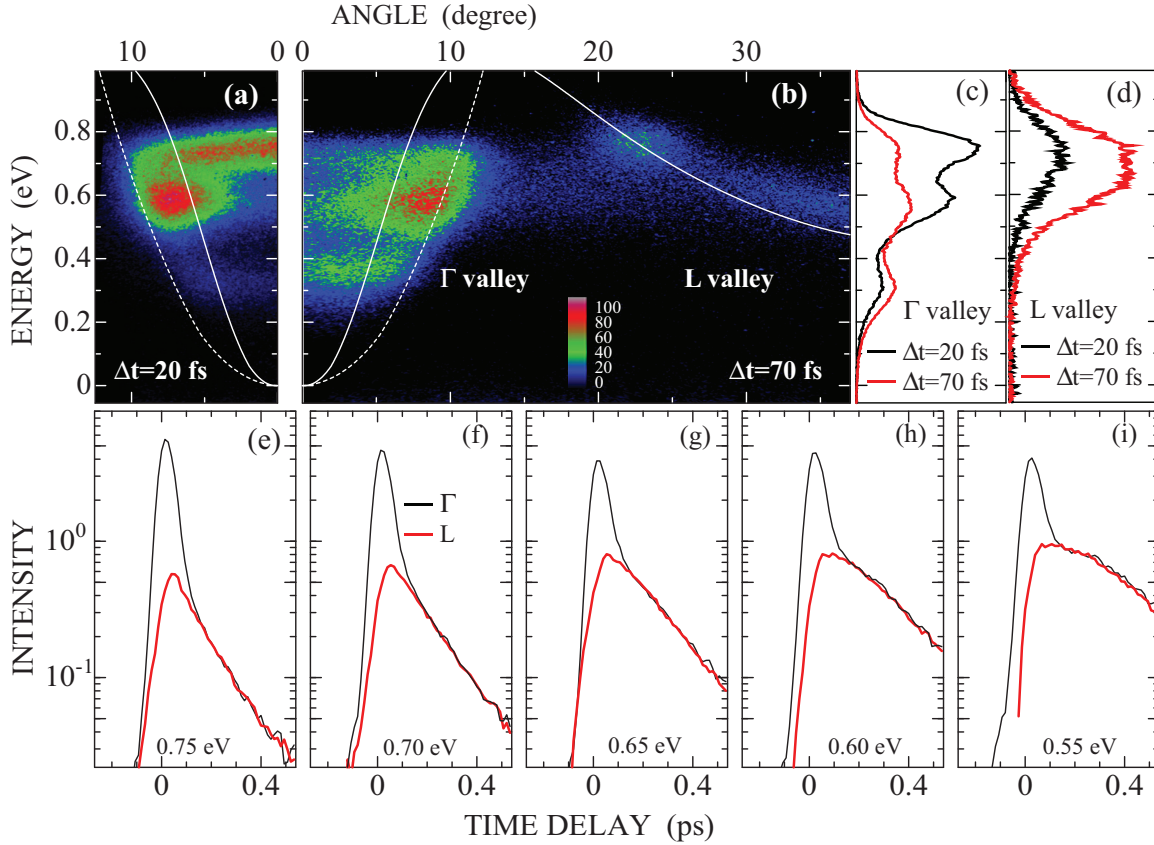 ANGLE (degree)
10 0 0 10 20 30
(a) (b) (c) (d)
ENERGY (eV)
0.8
0.6
0.4
0.2
0
Γ valley L valley
100
80
60
40
20
0
Δt=20 fs Δt=70 fs
Γ valley L valley
Δt=20 fs Δt=20 fs
Δt=70 fs Δt=70 fs
(e) (f) (g) (h) (i)
INTENSITY
10⁰
10⁻¹
Γ
L
0.75 eV 0.70 eV 0.65 eV 0.60 eV 0.55 eV
0 0.4 0 0.4 0 0.4 0 0.4 0 0.4
TIME DELAY (ps)